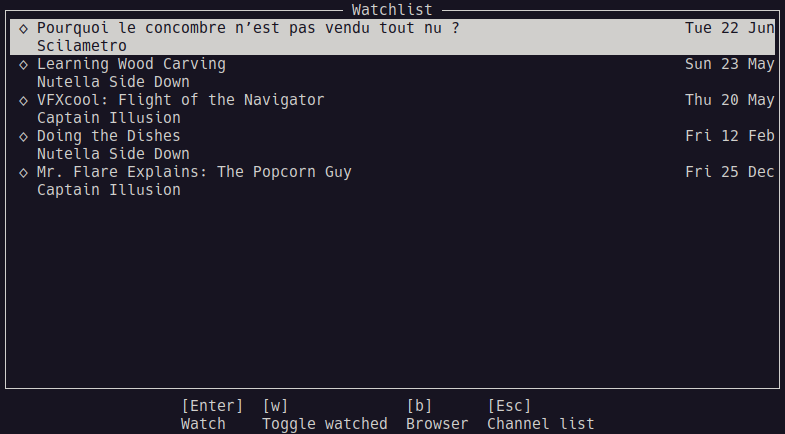 Watchlist
◇ Pourquoi le concombre n’est pas vendu tout nu ? Tue 22 Jun
Scilametro
◇ Learning Wood Carving Sun 23 May
Nutella Side Down
◇ VFXcool: Flight of the Navigator Thu 20 May
Captain Illusion
◇ Doing the Dishes Fri 12 Feb
Nutella Side Down
◇ Mr. Flare Explains: The Popcorn Guy Fri 25 Dec
Captain Illusion
[Enter] [w] [b] [Esc]
Watch Toggle watched Browser Channel list